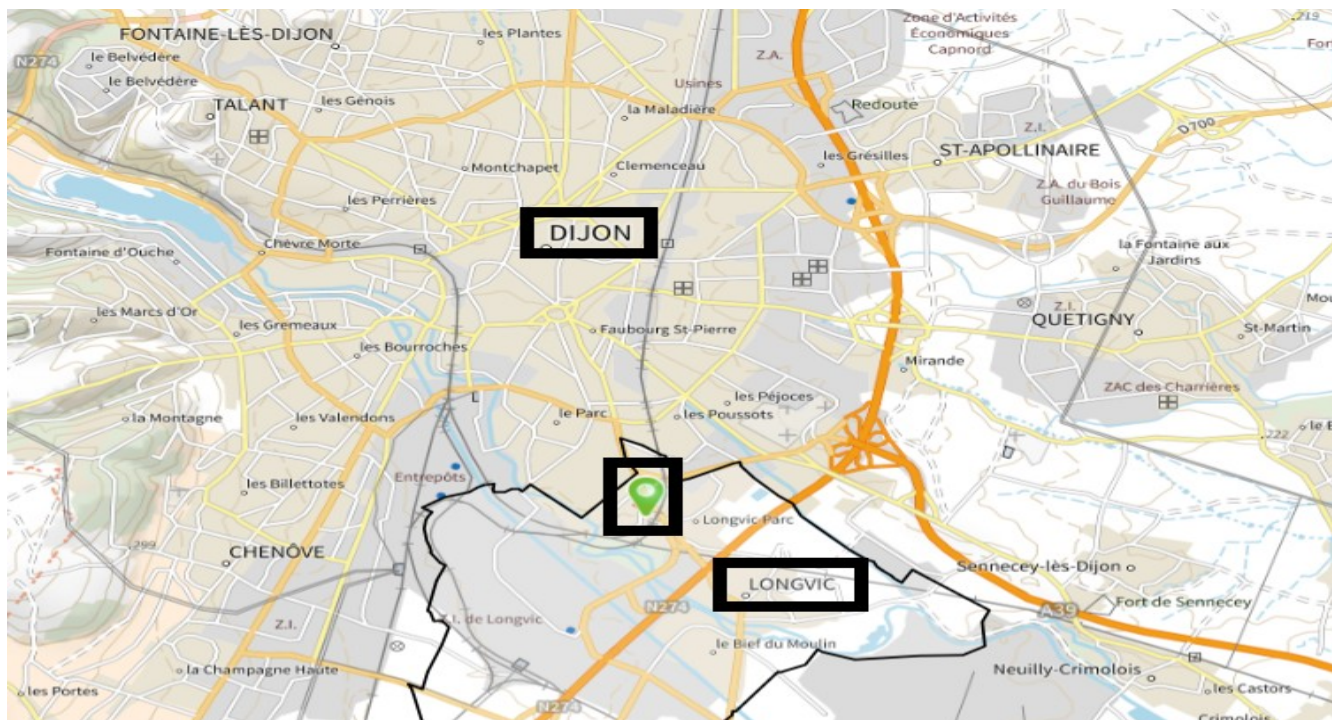 Zone d'Activités
Économiques
Capnord
219
FONTAINE-LÈS-DIJON
les Plantes
Z.A.
N274
le Belvédère
le Belvédère
Usines
TALANT
les Génois
la Maladière
Redoute
Z.I.
D700
Montchapet
Clemenceau
les Grésilles
ST-APOLLINAIRE
Z.A. du Bois
Guillaume
les Perrières
DIJON
Chèvre Morte
Fontaine d'Ouche
la Fontaine aux
Jardins
Z.I.
les Marcs d'Or
les Gremeaux
Faubourg St-Pierre
QUETIGNY
St-Martin
les Bourroches
Mirande
ZAC des Charrières
les Péjoces
la Montagne
les Valendons
le Parc
les Poussots
222
Entrepôts
les Billettotes
Longvic Parc
299
CHENÔVE
LONGVIC
Sennecey-lès-Dijon
N274
A39
Fort de Sennecey
Z.I.
Z.I. de Longvic
le Bief du Moulin
la Champagne Haute
Neuilly-Crimolois
les Portes
les Castors
N274
Crimolois